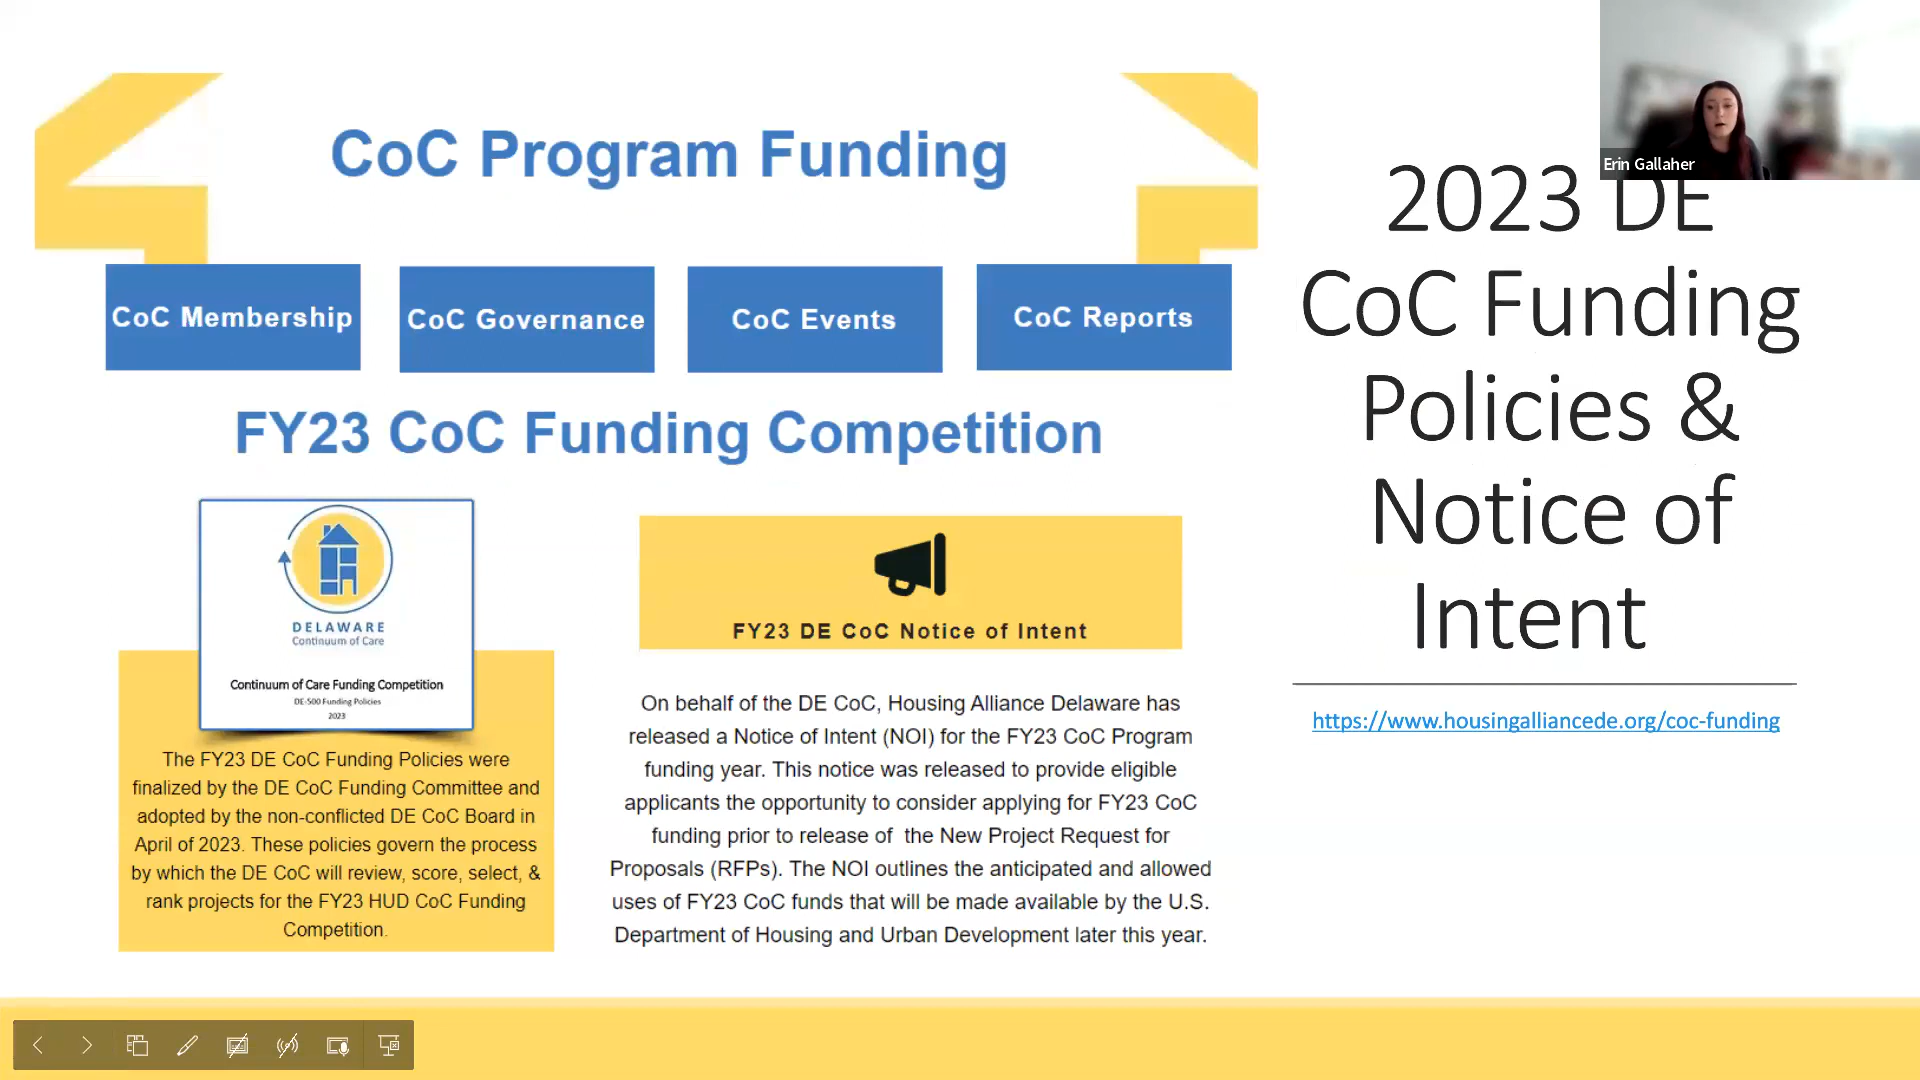 CoC Program Funding
CoC Membership
CoC Governance
CoC Events
CoC Reports
FY23 CoC Funding Competition
DELAWARE
Continuum of Care
Continuum of Care Funding Competition
DE-500 Funding Policies
2023
The FY23 DE CoC Funding Policies were
finalized by the DE CoC Funding Committee and
adopted by the non-conflicted DE CoC Board in
April of 2023. These policies govern the process
by which the DE CoC will review, score, select, &
rank projects for the FY23 HUD CoC Funding
Competition.
FY23 DE CoC Notice of Intent
On behalf of the DE CoC, Housing Alliance Delaware has
released a Notice of Intent (NOI) for the FY23 CoC Program
funding year. This notice was released to provide eligible
applicants the opportunity to consider applying for FY23 CoC
funding prior to release of the New Project Request for
Proposals (RFPs). The NOI outlines the anticipated and allowed
uses of FY23 CoC funds that will be made available by the U.S.
Department of Housing and Urban Development later this year.
Erin Gallaher
2023 DE
CoC Funding
Policies &
Notice of
Intent
https://www.housingalliancede.org/coc-funding